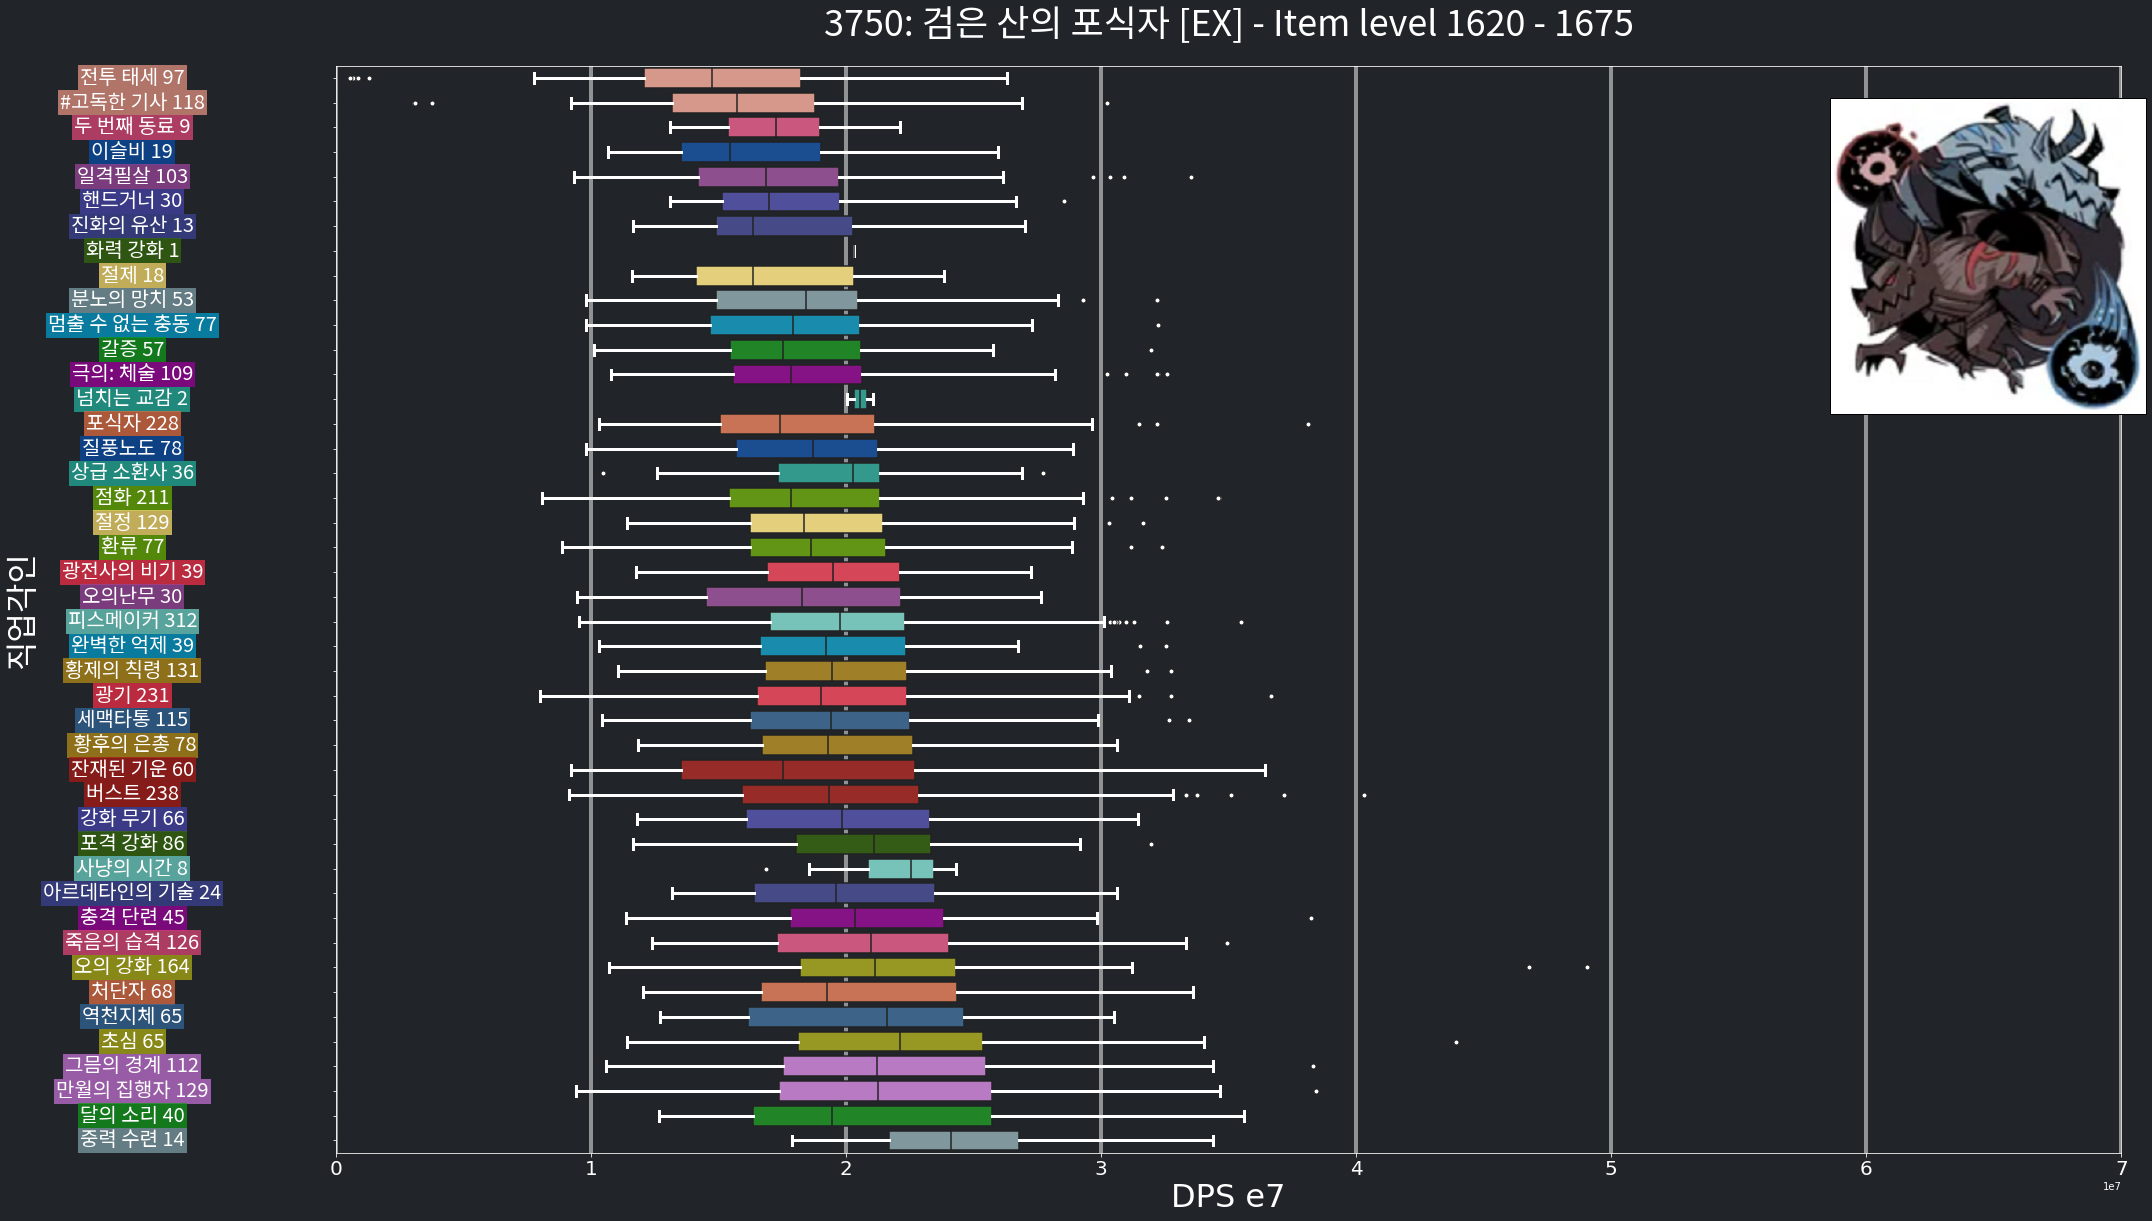 3750: 검은 산의 포식자 [EX] - Item level 1620 - 1675
전투 태세 97
#고독한 기사 118
두 번째 동료 9
이슬비 19
일격필살 103
핸드거너 30
진화의 유산 13
화력 강화 1
절제 18
분노의 망치 53
멈출 수 없는 충동 77
갈증 57
극의: 체술 109
넘치는 교감 2
포식자 228
질풍노도 78
상급 소환사 36
점화 211
절정 129
환류 77
광전사의 비기 39
오의난무 30
피스메이커 312
완벽한 억제 39
황제의 칙령 131
광기 231
세맥타통 115
황후의 은총 78
잔재된 기운 60
버스트 238
강화 무기 66
포격 강화 86
사냥의 시간 8
아르데타인의 기술 24
충격 단련 45
죽음의 습격 126
오의 강화 164
처단자 68
역천지체 65
초심 65
그믐의 경계 112
만월의 집행자 129
달의 소리 40
중력 수련 14
직업각인
0 1 2 3 4 5 6 7
1e7
DPS e7